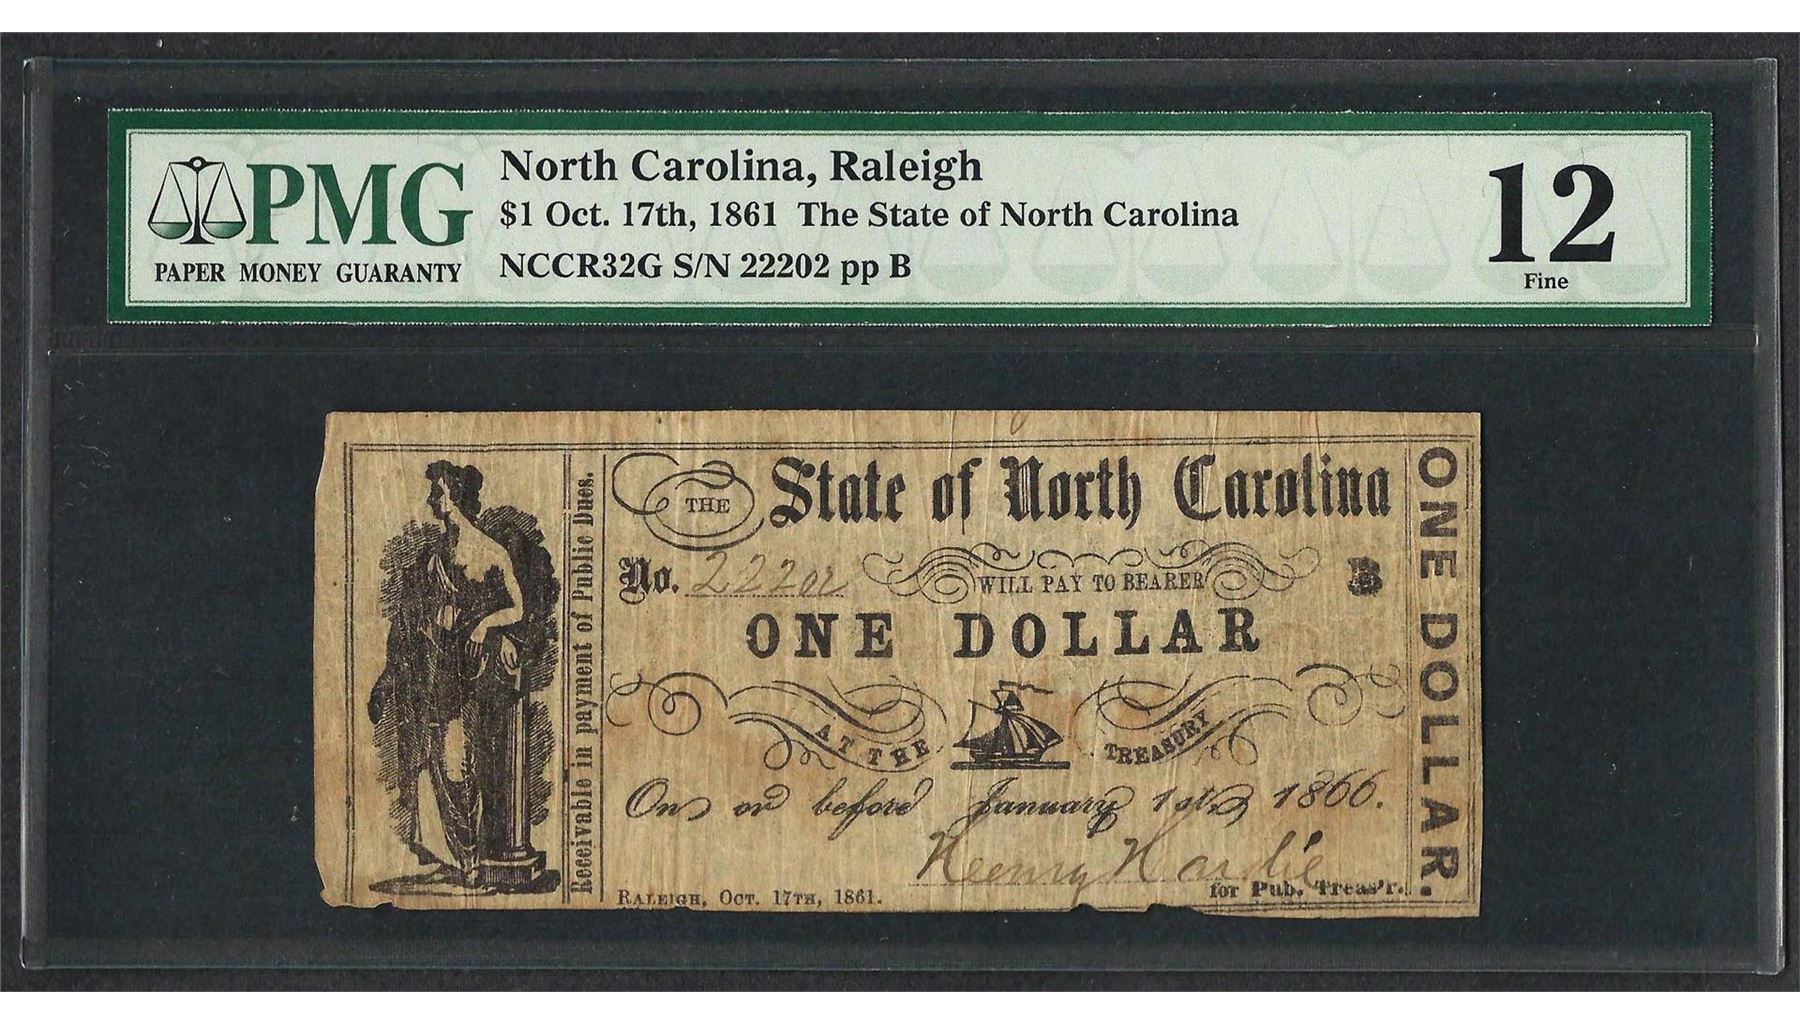 PMG
PAPER MONEY GUARANTY
North Carolina, Raleigh
$1 Oct. 17th, 1861 The State of North Carolina
NCCR32G S/N 22202 pp B
12
Fine
Receivable in payment of Public Dues.
THE State of North Carolina
No. 22202
WILL PAY TO BEARER
B
ONE DOLLAR
AT THE TREASURY
On or before January 1st, 1866.
Henry Hardie
for Pub. Treas'r.
RALEIGH, OCT. 17TH, 1861.
ONE DOLLAR.